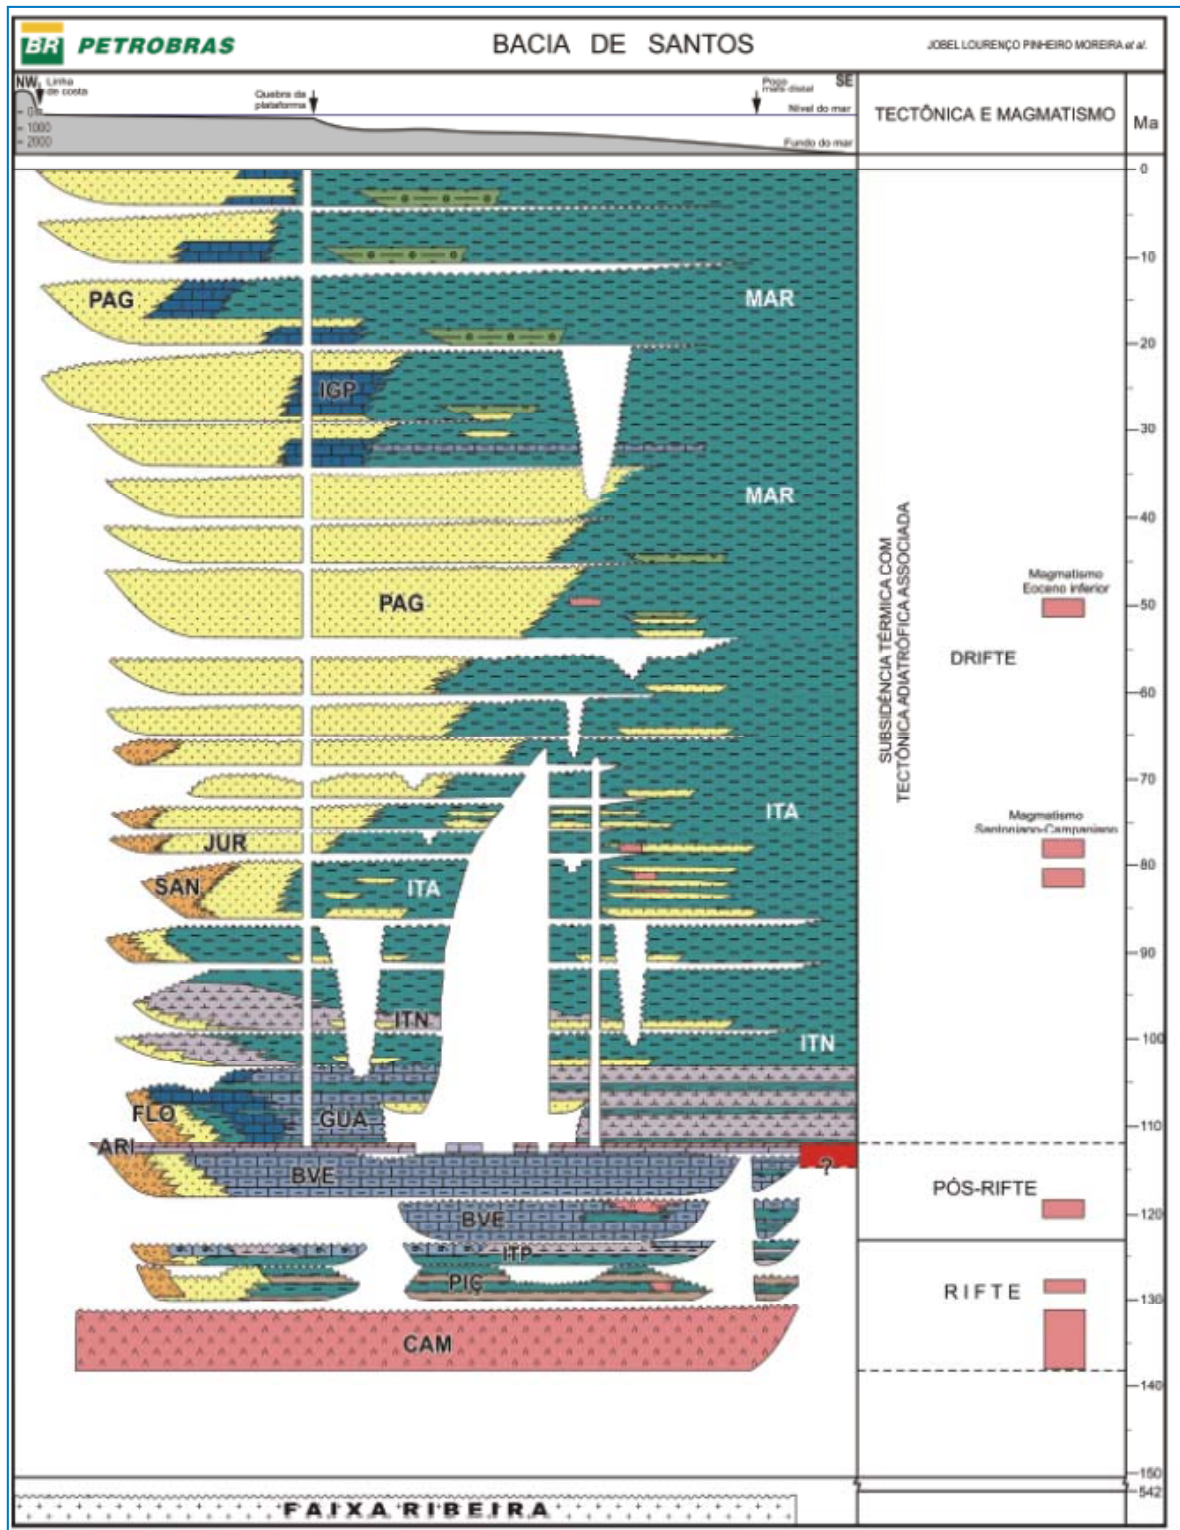 BR PETROBRAS
BACIA DE SANTOS
JOBEL LOURENÇO PINHEIRO MOREIRA et al.
NW
Linha
de costa
Quebra da
plataforma
Poço
mais distal
SE
Nível do mar
0
1000
2000
Fundo do mar
TECTÔNICA E MAGMATISMO
Ma
0
10
PAG
MAR
20
IGP
30
MAR
40
SUBSIDÊNCIA TÉRMICA COM
TECTÔNICA ADIATRÓFICA ASSOCIADA
Magmatismo
Eoceno inferior
PAG
50
DRIFTE
60
70
ITA
Magmatismo
Santoniano-Campaniano
JUR
80
SAN
ITA
90
ITN
ITN
100
FLO
GUA
110
ARI
?
BVE
PÓS-RIFTE
BVE
120
ITP
PIÇ
RIFTE
130
CAM
140
150
542
FAIXA RIBEIRA